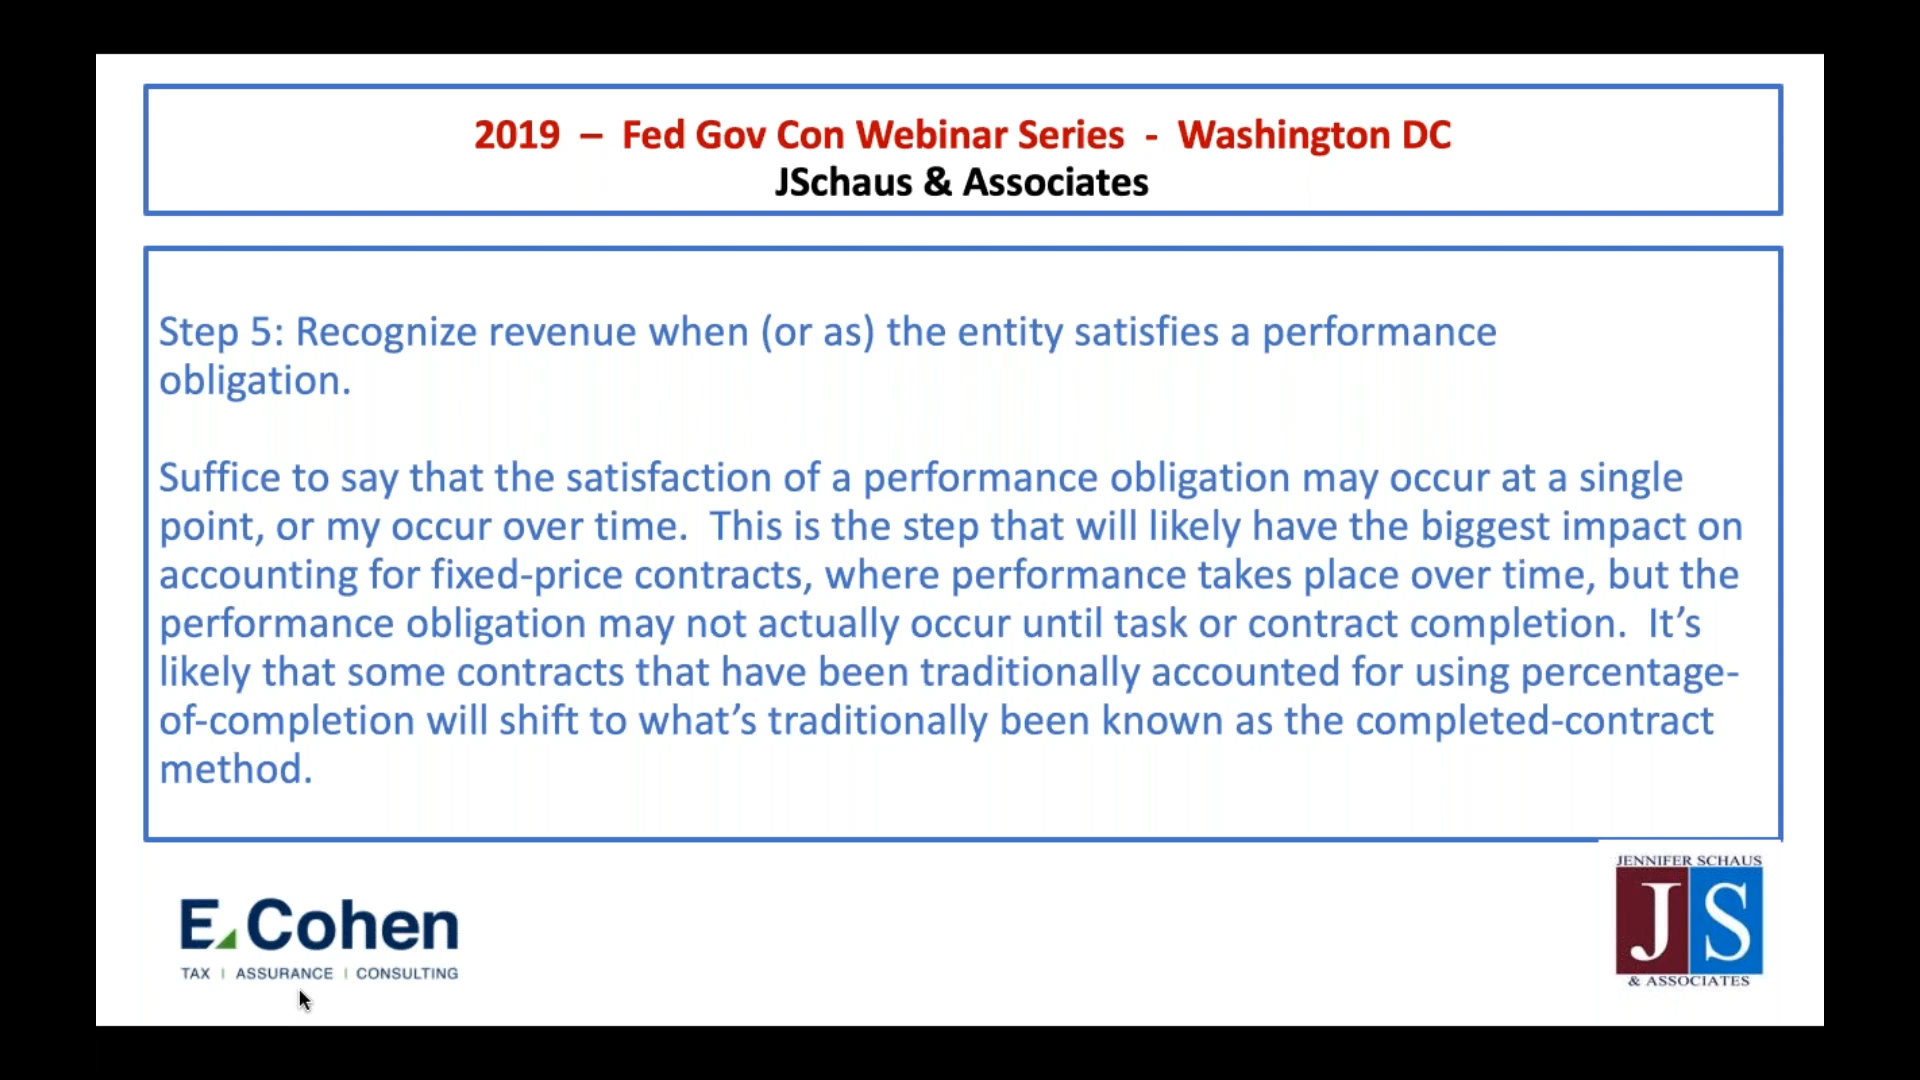 2019 – Fed Gov Con Webinar Series - Washington DC
JSchaus & Associates
Step 5: Recognize revenue when (or as) the entity satisfies a performance
obligation.
Suffice to say that the satisfaction of a performance obligation may occur at a single
point, or my occur over time. This is the step that will likely have the biggest impact on
accounting for fixed-price contracts, where performance takes place over time, but the
performance obligation may not actually occur until task or contract completion. It’s
likely that some contracts that have been traditionally accounted for using percentage-
of-completion will shift to what’s traditionally been known as the completed-contract
method.
E.Cohen
TAX | ASSURANCE | CONSULTING
JENNIFER SCHAUS
JS
& ASSOCIATES